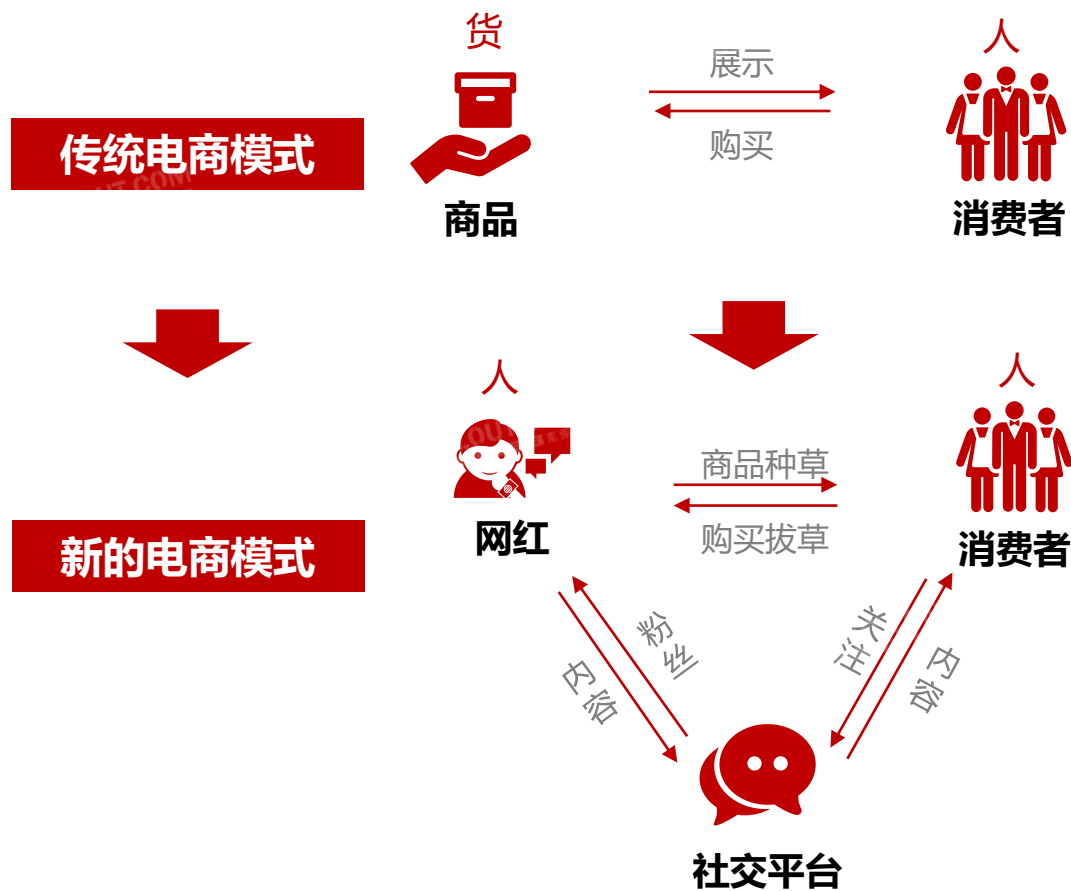 货
人
展示
传统电商模式
购买
商品
消费者
人
人
商品种草
网红
购买拔草
新的电商模式
消费者
粉丝
关注
内容
内容
社交平台